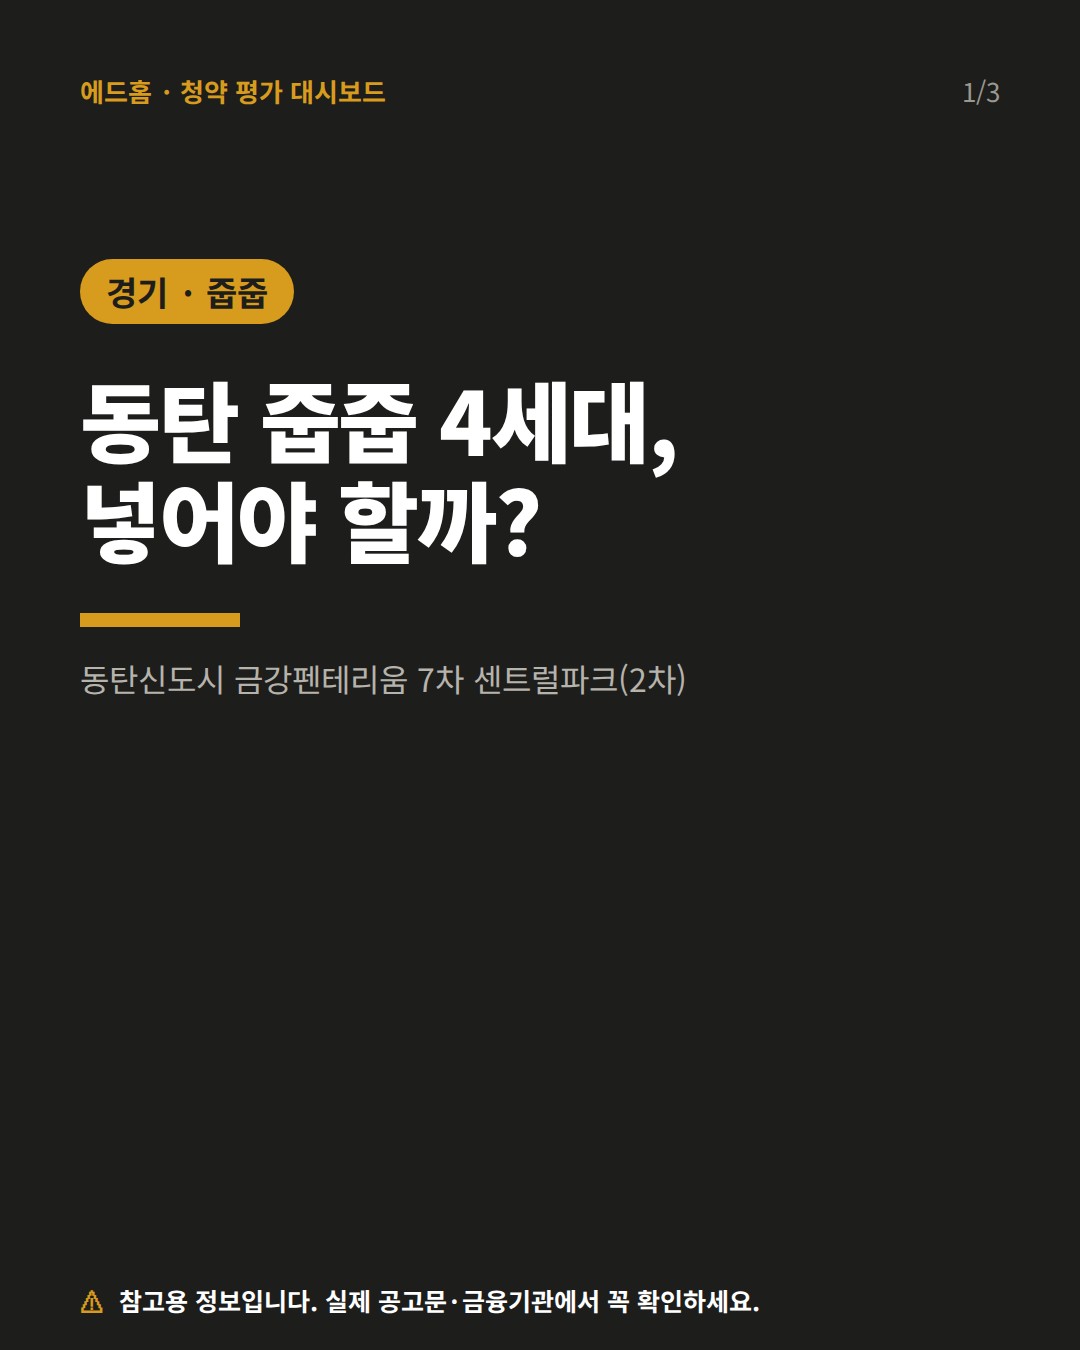 에드홈 · 청약 평가 대시보드
1/3
경기 · 줍줍
동탄 줍줍 4세대,
넣어야 할까?
동탄신도시 금강펜테리움 7차 센트럴파크(2차)
⚠ 참고용 정보입니다. 실제 공고문·금융기관에서 꼭 확인하세요.